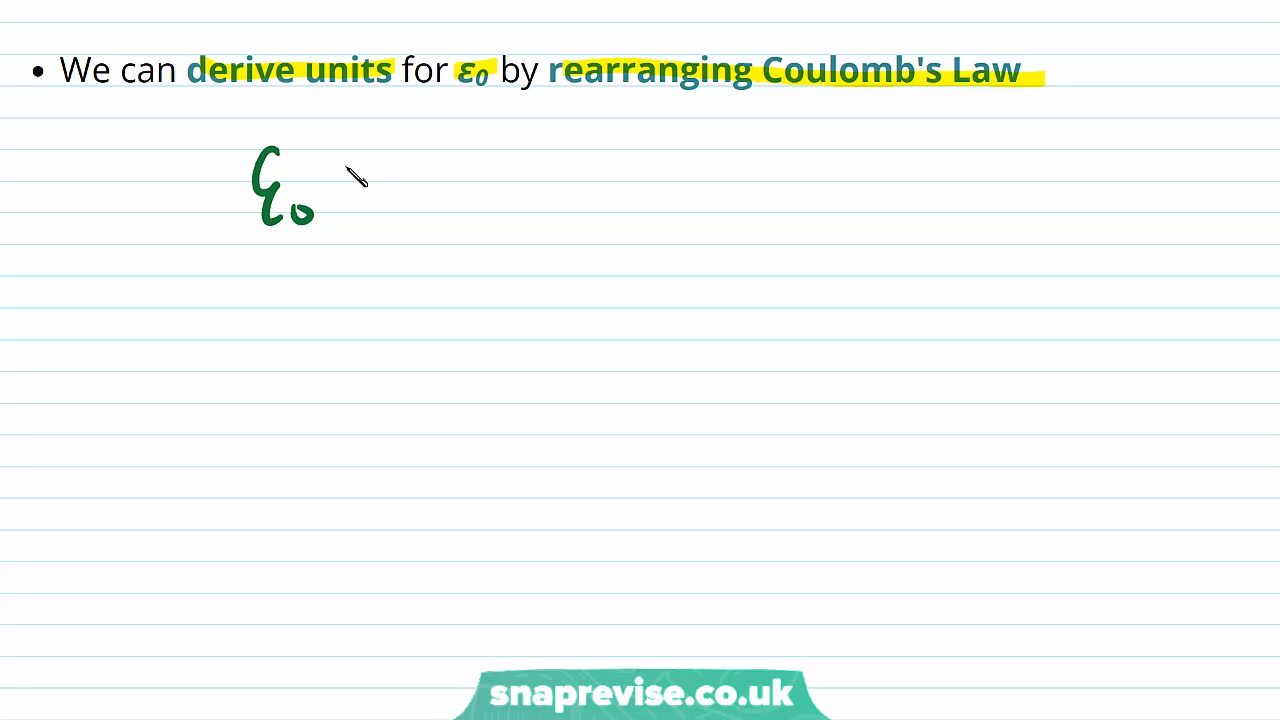 • We can derive units for ε₀ by rearranging Coulomb's Law
ε₀
snaprevise.co.uk